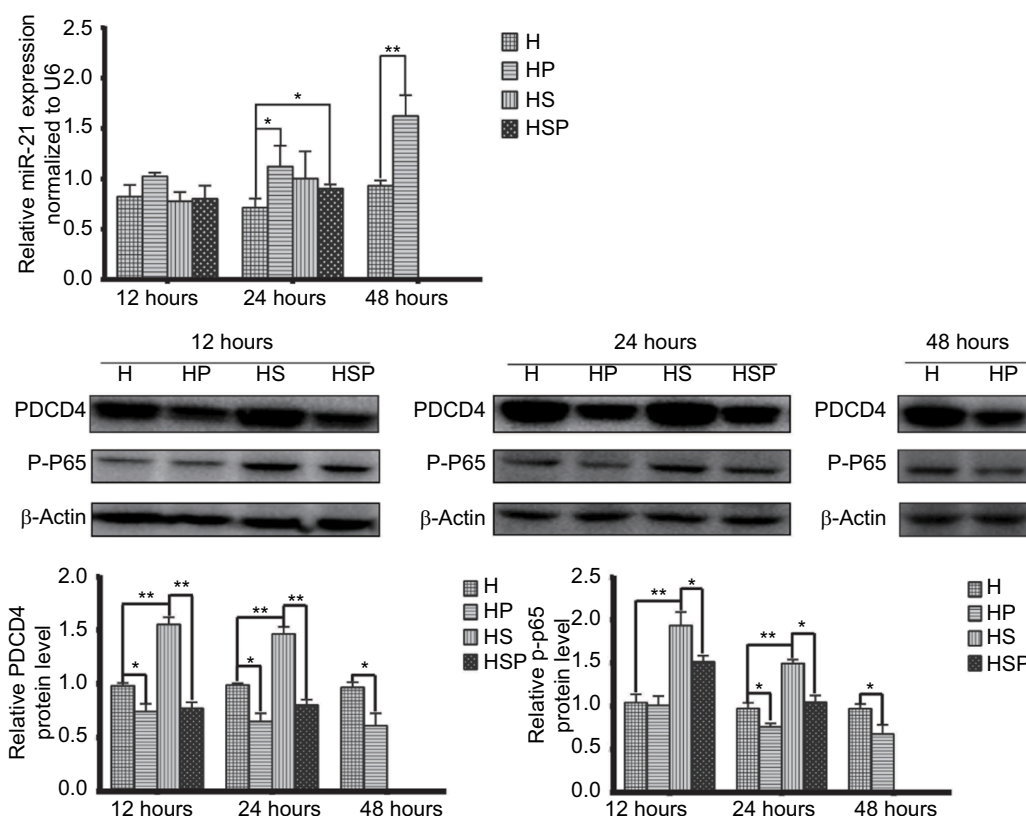 Relative miR-21 expression
normalized to U6
2.5
2.0
1.5
1.0
0.5
0.0
**
*
*
12 hours 24 hours 48 hours
H
HP
HS
HSP
12 hours
H HP HS HSP
PDCD4
P-P65
β-Actin
24 hours
H HP HS HSP
PDCD4
P-P65
β-Actin
48 hours
H HP
PDCD4
P-P65
β-Actin
Relative PDCD4
protein level
2.0
1.5
1.0
0.5
0.0
** **
*
** **
*
*
12 hours 24 hours 48 hours
H
HP
HS
HSP
Relative p-p65
protein level
2.5
2.0
1.5
1.0
0.5
0.0
** *
** *
*
*
12 hours 24 hours 48 hours
H
HP
HS
HSP